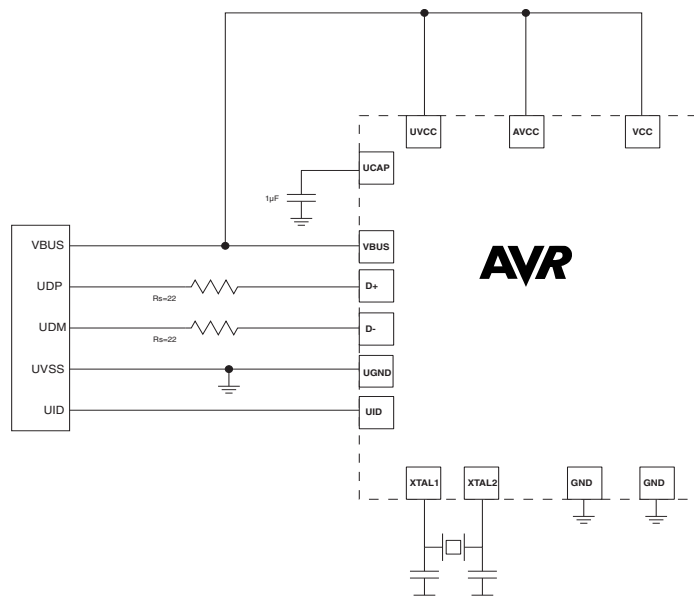 UVCC
AVCC
VCC
UCAP
1µF
VBUS
VBUS
AVR
UDP
D+
Rs=22
UDM
D-
Rs=22
UVSS
UGND
UID
UID
XTAL1
XTAL2
GND
GND